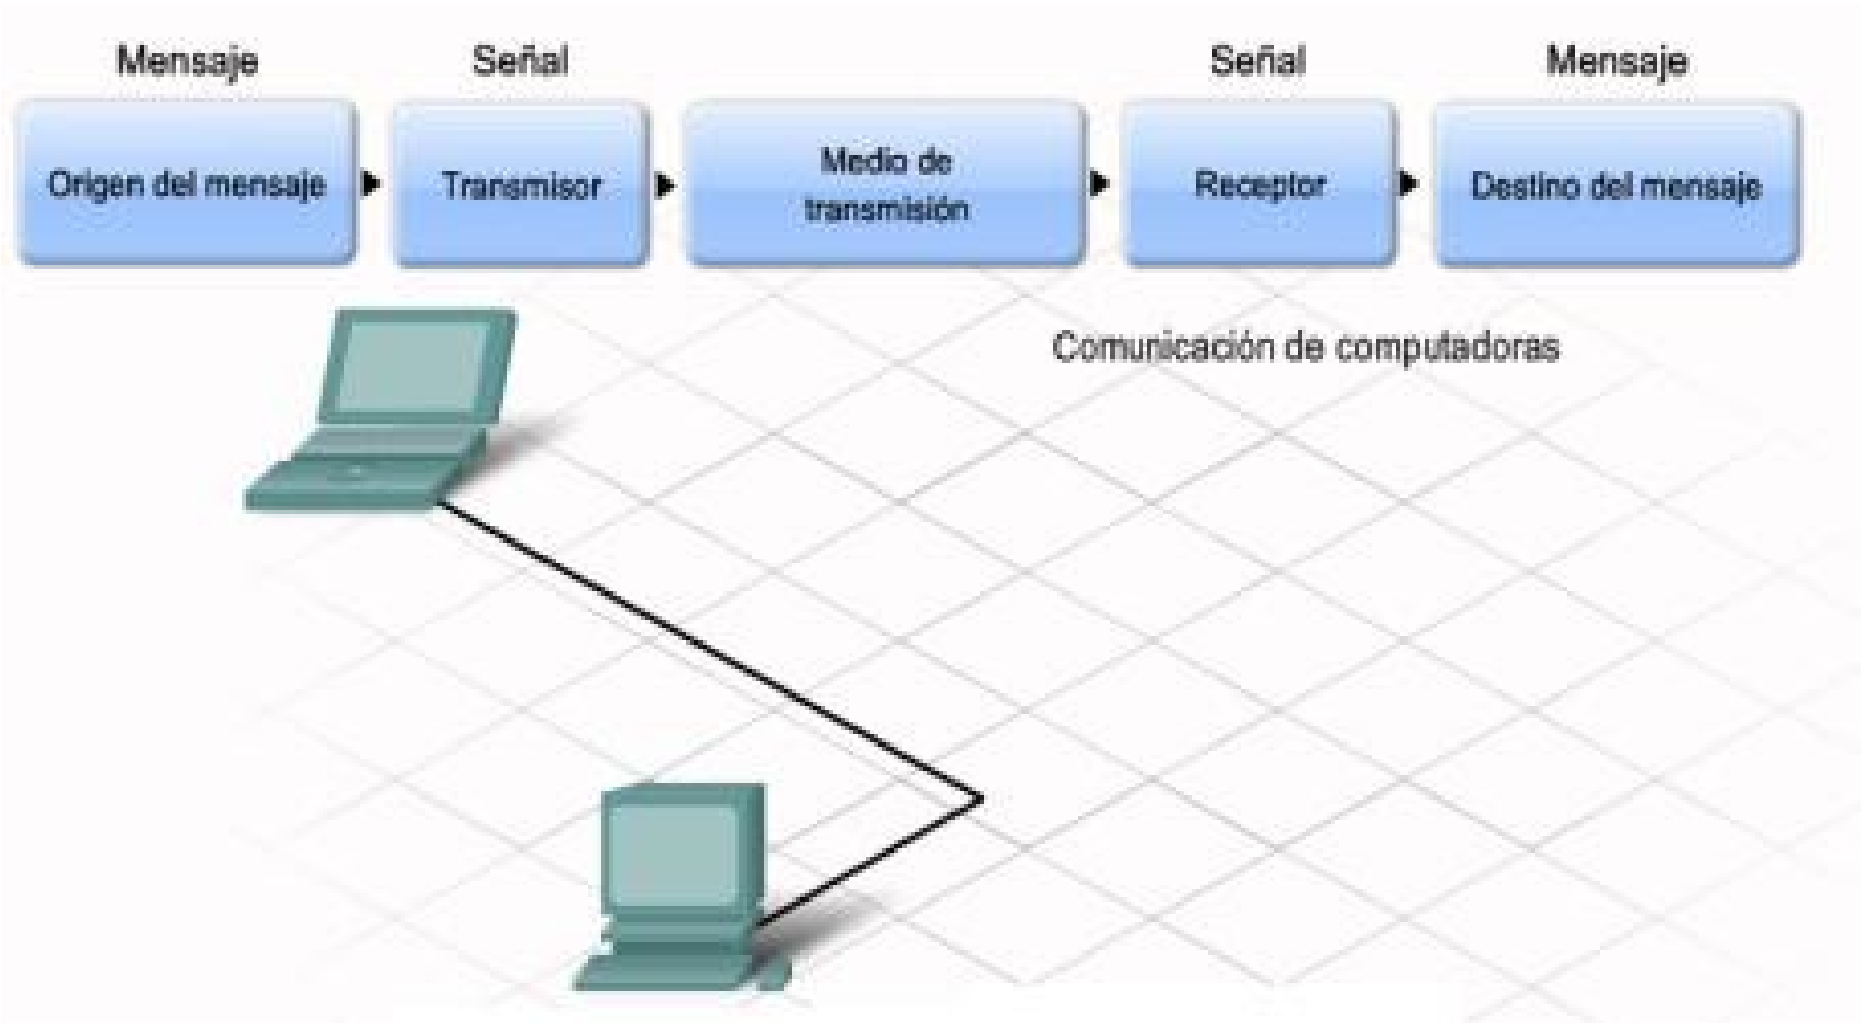 Mensaje
Señal
Señal
Mensaje
Origen del mensaje
Transmisor
Medio de
transmisión
Receptor
Destino del mensaje
Comunicación de computadoras